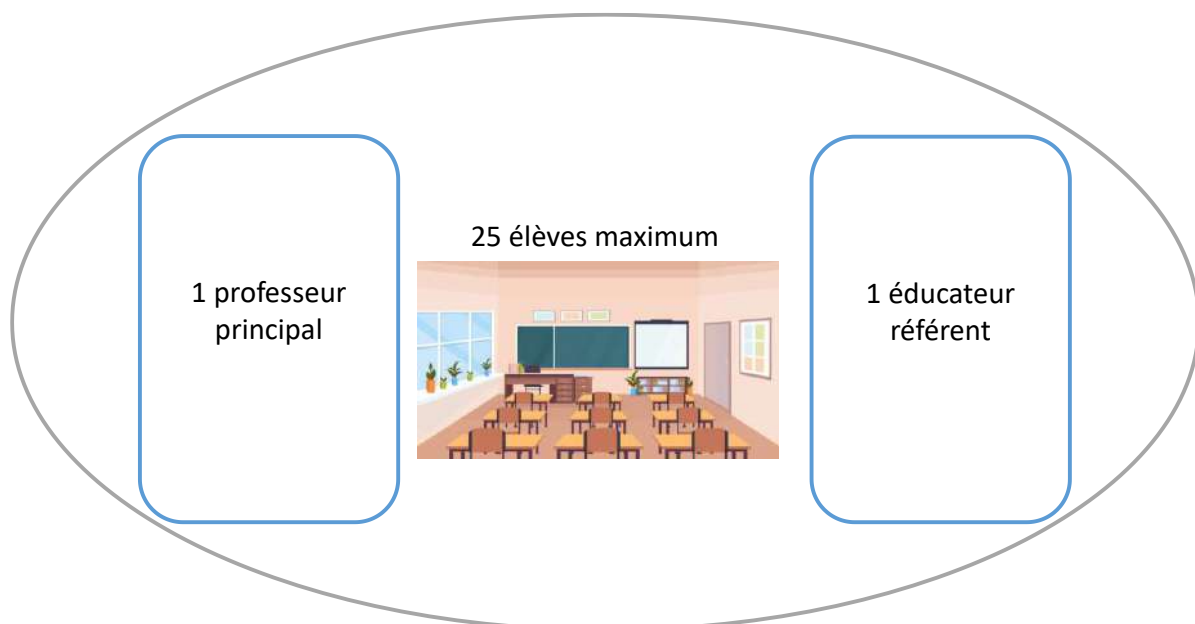 25 élèves maximum
1 professeur
principal
1 éducateur
référent